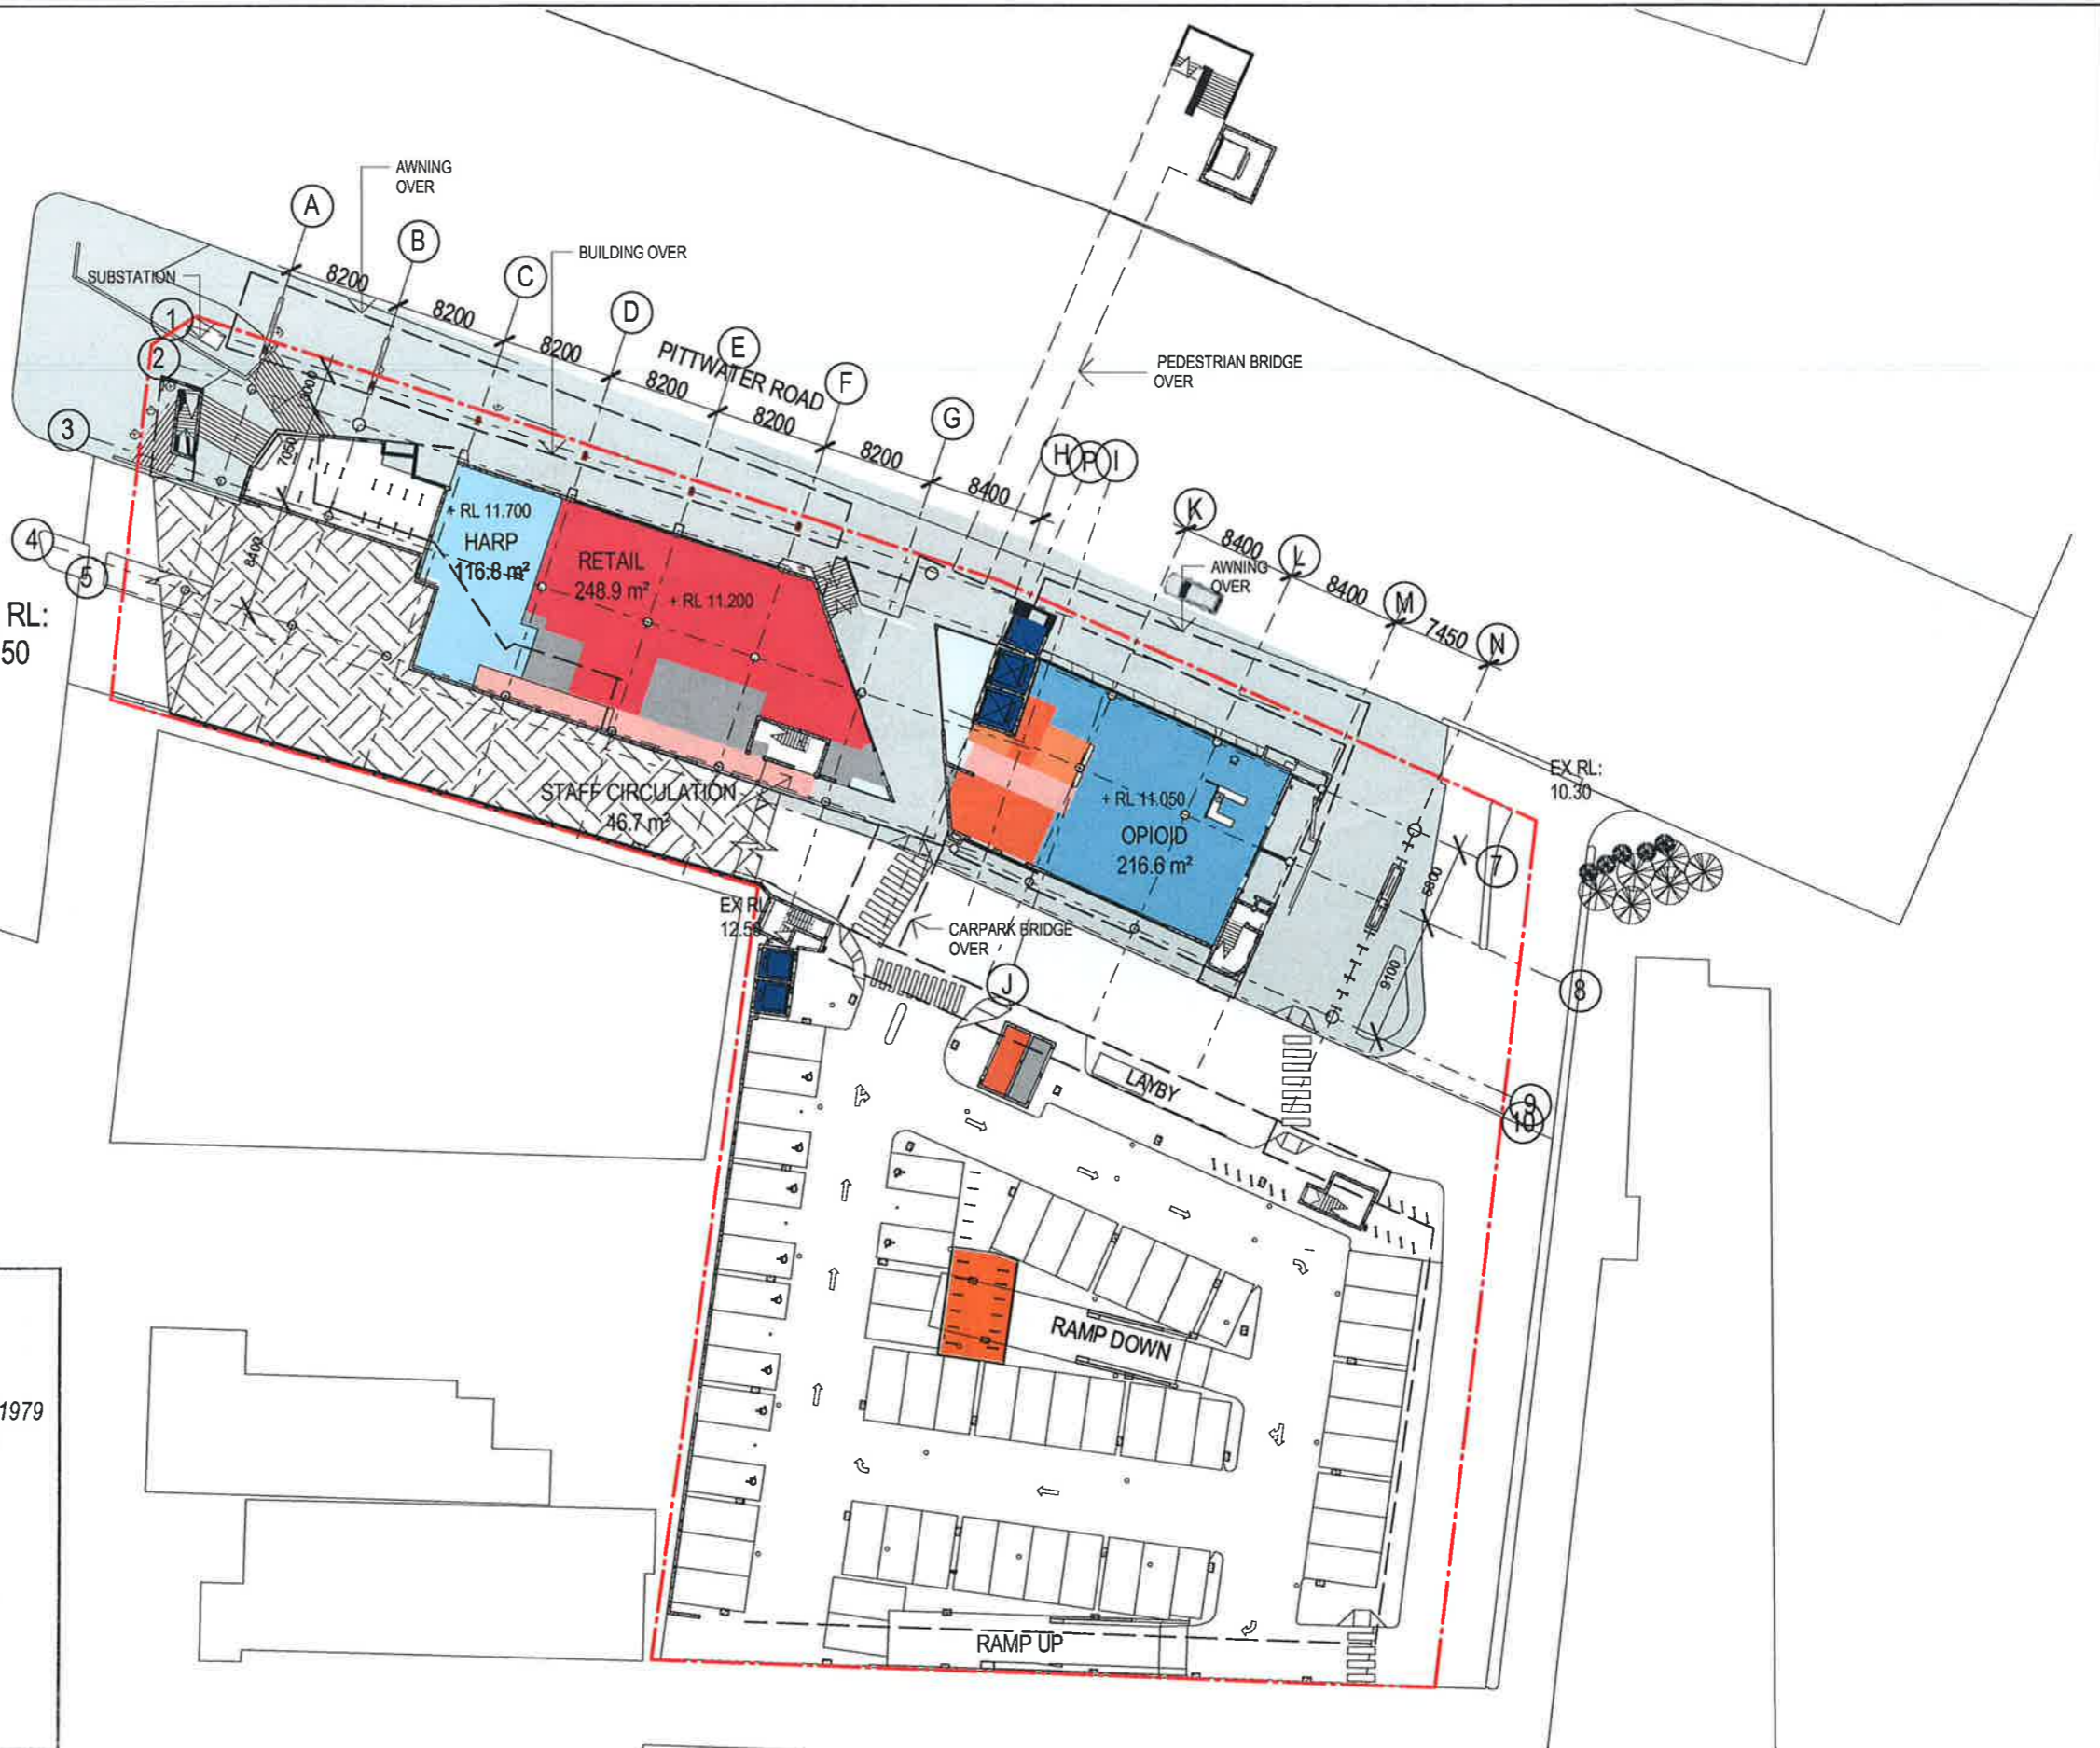 AWNING
OVER
A
B
BUILDING OVER
SUBSTATION
8200
C
8200
D
1
8200
PITTWATER ROAD
E
2
8200
F
PEDESTRIAN BRIDGE
OVER
8200
G
3
9000
8200
H
P
I
7050
8400
K
+ RL 11.700
HARP
116.8 m²
RETAIL
248.9 m²
+ RL 11.200
8400
L
AWNING
OVER
4
8400
8400
M
5
7450
N
RL:
50
EX RL:
10.30
STAFF CIRCULATION
46.7 m²
+ RL 11.050
OPIOID
216.6 m²
7
8800
EX RL
12.50
CARPARK BRIDGE
OVER
9100
8
J
LAYBY
9
10
RAMP DOWN
1979
RAMP UP